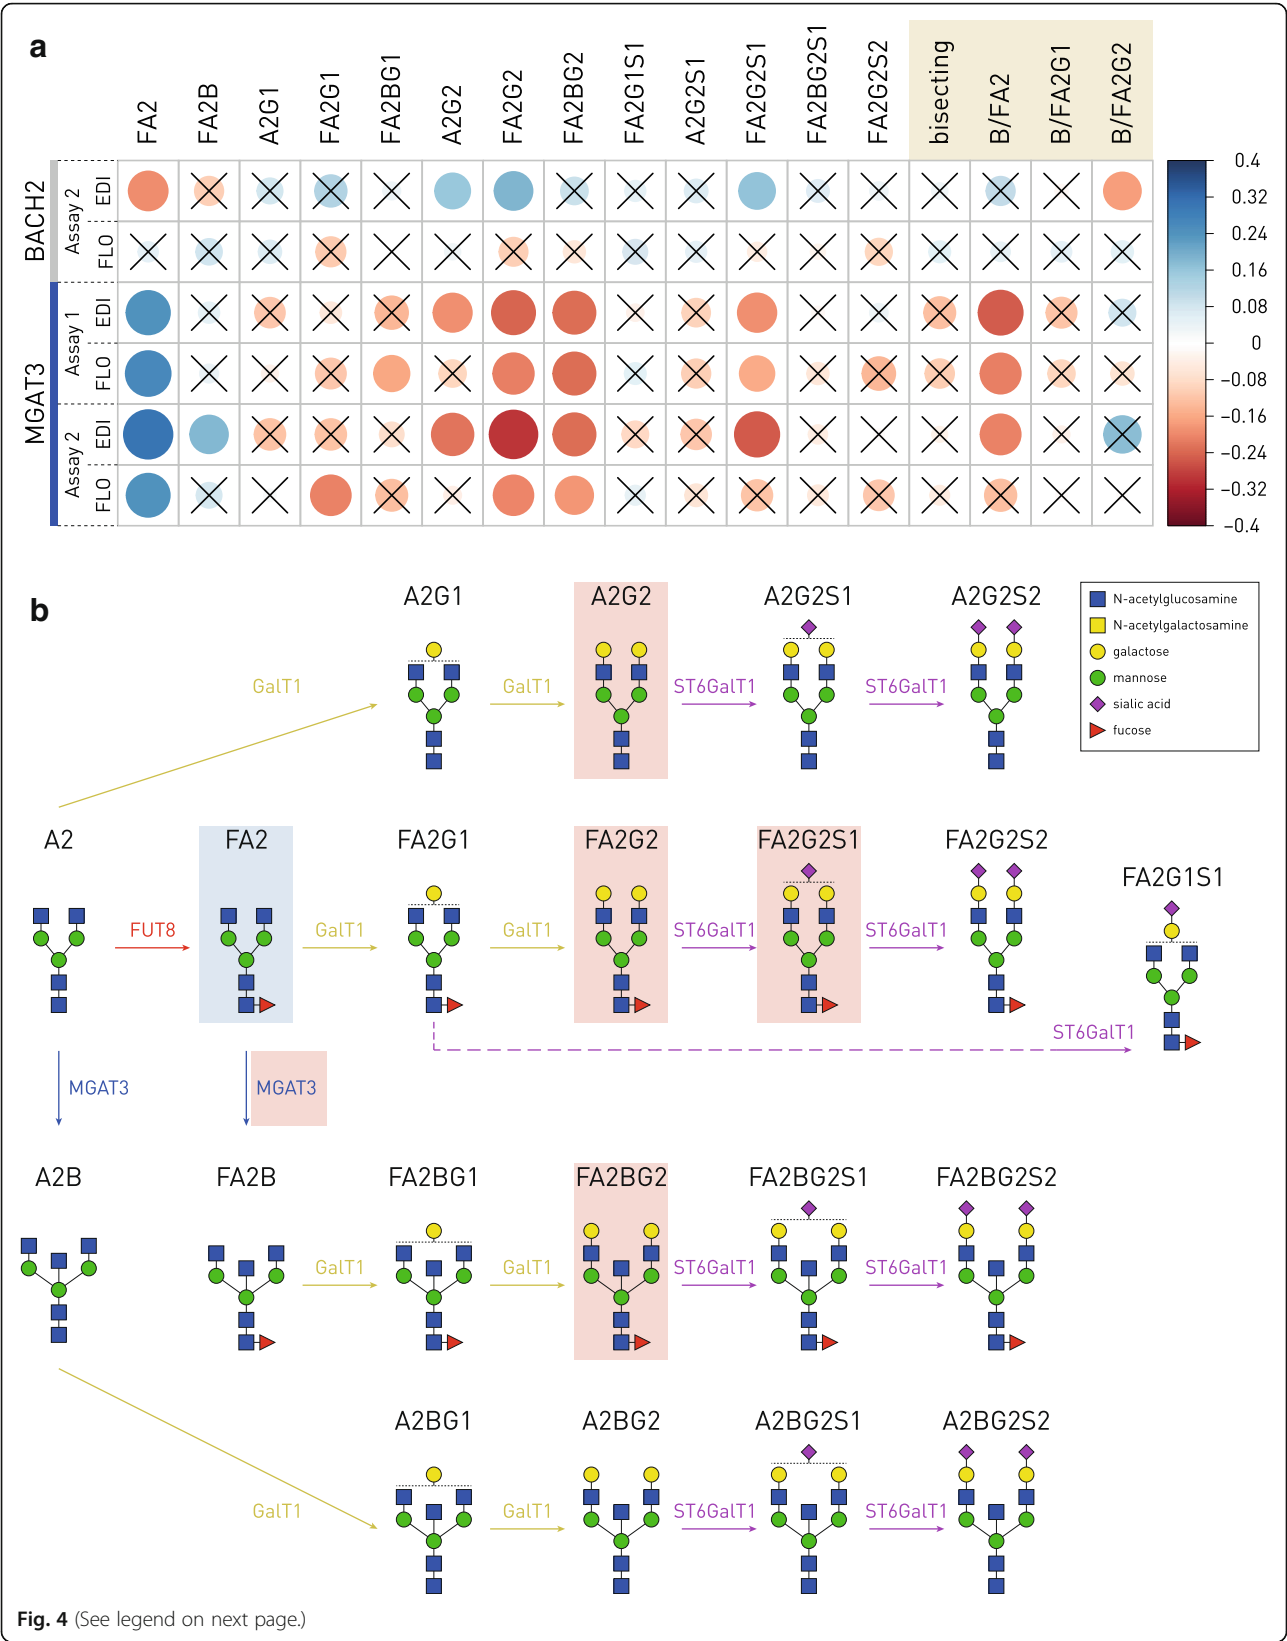 a
FA2 FA2B A2G1 FA2G1 FA2BG1 A2G2 FA2G2 FA2BG2 FA2G1S1 A2G2S1 FA2G2S1 FA2BG2S1 FA2G2S2 bisecting B/FA2 B/FA2G1 B/FA2G2
BACH2
Assay 2
EDI
FLO
MGAT3
Assay 1
EDI
FLO
Assay 2
EDI
FLO
0.4
0.32
0.24
0.16
0.08
0
−0.08
−0.16
−0.24
−0.32
−0.4
b
A2G1 A2G2 A2G2S1 A2G2S2
GalT1 GalT1 ST6GalT1 ST6GalT1
N-acetylglucosamine
N-acetylgalactosamine
galactose
mannose
sialic acid
fucose
A2 FA2 FA2G1 FA2G2 FA2G2S1 FA2G2S2
FA2G1S1
FUT8 GalT1 GalT1 ST6GalT1 ST6GalT1
ST6GalT1
MGAT3 MGAT3
A2B FA2B FA2BG1 FA2BG2 FA2BG2S1 FA2BG2S2
GalT1 GalT1 ST6GalT1 ST6GalT1
A2BG1 A2BG2 A2BG2S1 A2BG2S2
GalT1 GalT1 ST6GalT1 ST6GalT1
Fig. 4 (See legend on next page.)